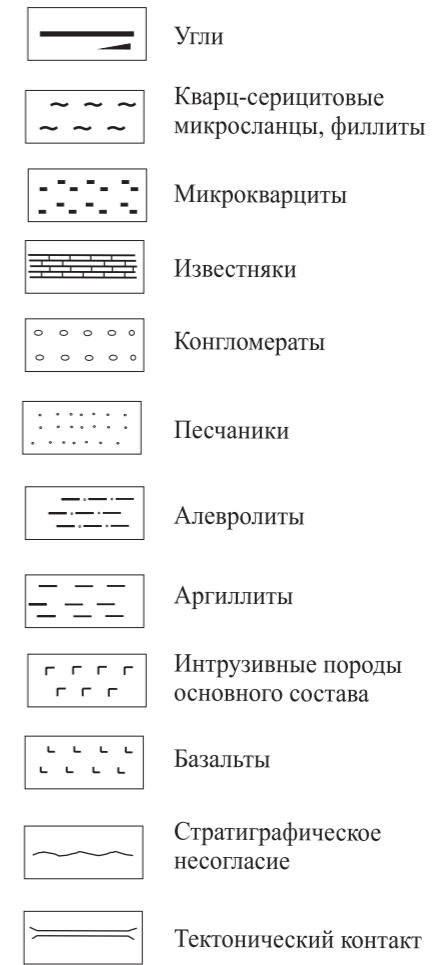 Угли
Кварц-серицитовые
микросланцы, филлиты
Микрокварциты
Известняки
Конгломераты
Песчаники
Алевролиты
Аргиллиты
Интрузивные породы
основного состава
Базальты
Стратиграфическое
несогласие
Тектонический контакт